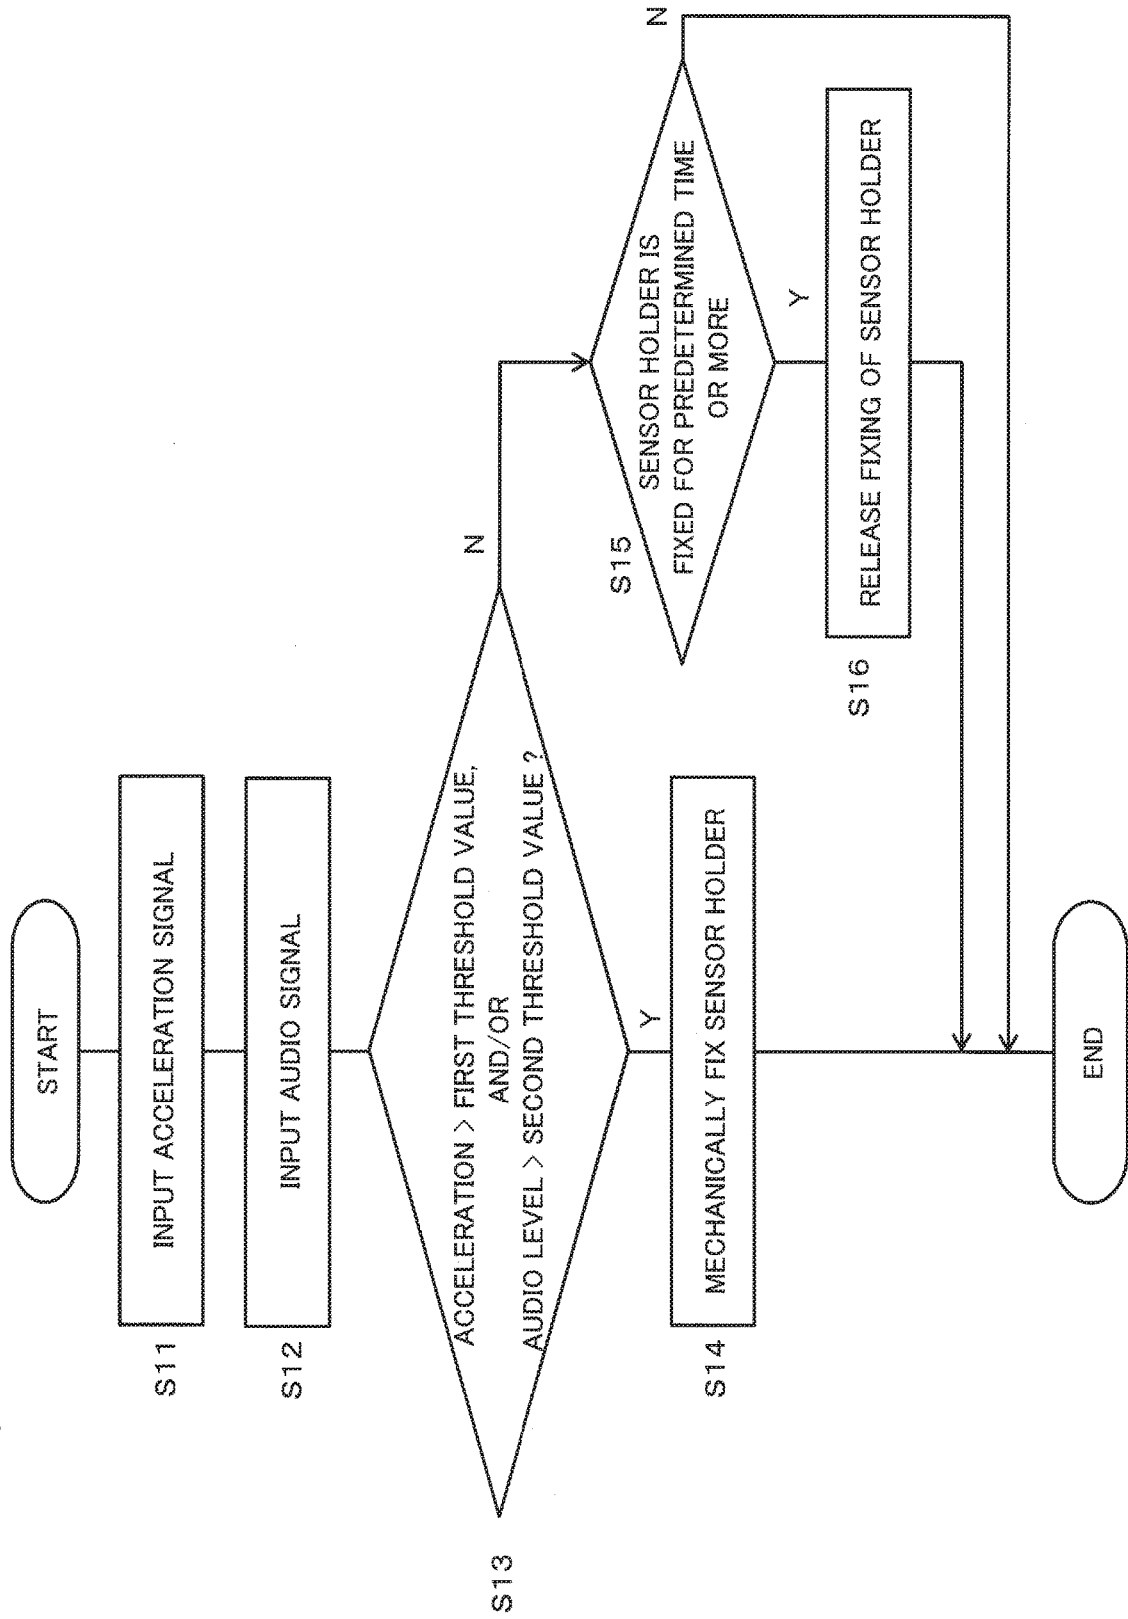 START
S11
INPUT ACCELERATION SIGNAL
S12
INPUT AUDIO SIGNAL
S13
ACCELERATION > FIRST THRESHOLD VALUE,
AND/OR
AUDIO LEVEL > SECOND THRESHOLD VALUE ?
N
Y
S14
MECHANICALLY FIX SENSOR HOLDER
S15
SENSOR HOLDER IS
FIXED FOR PREDETERMINED TIME
OR MORE
N
Y
S16
RELEASE FIXING OF SENSOR HOLDER
END